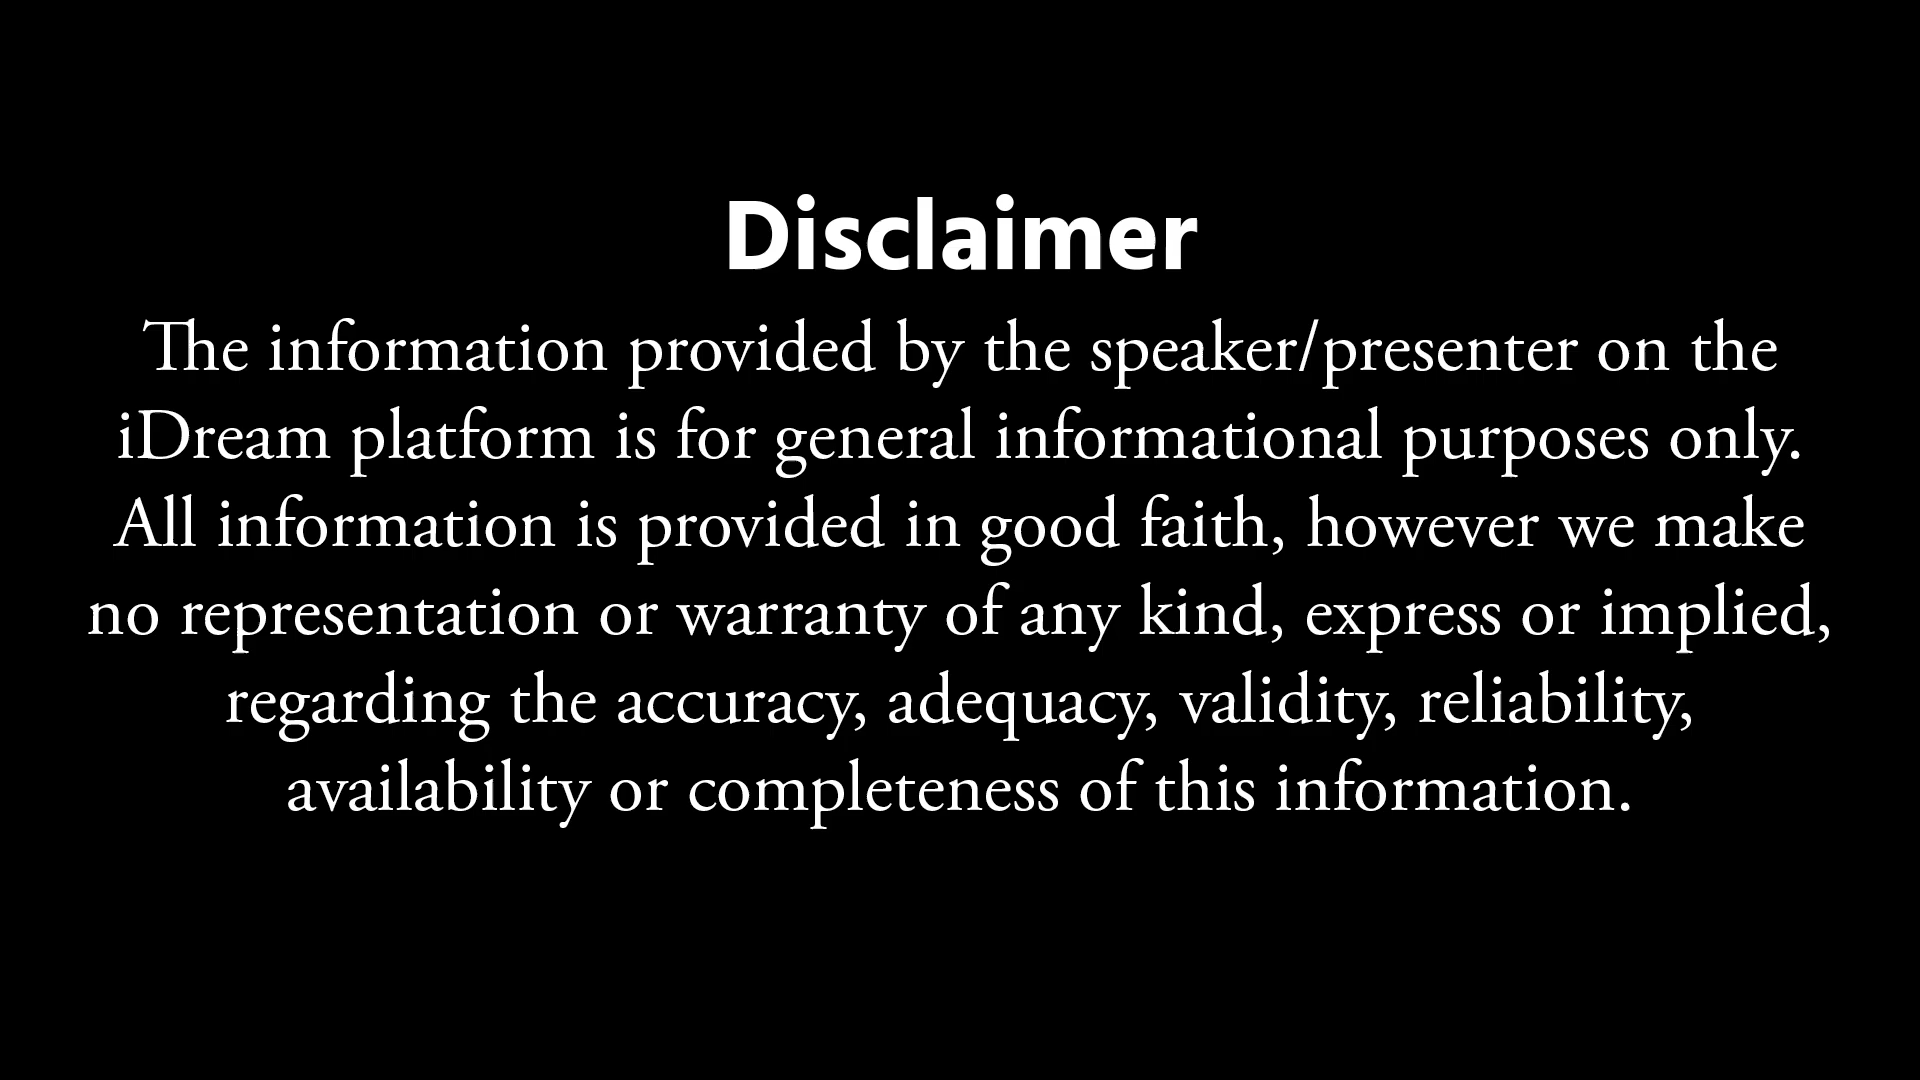 Disclaimer
The information provided by the speaker/presenter on the
iDream platform is for general informational purposes only.
All information is provided in good faith, however we make
no representation or warranty of any kind, express or implied,
regarding the accuracy, adequacy, validity, reliability,
availability or completeness of this information.